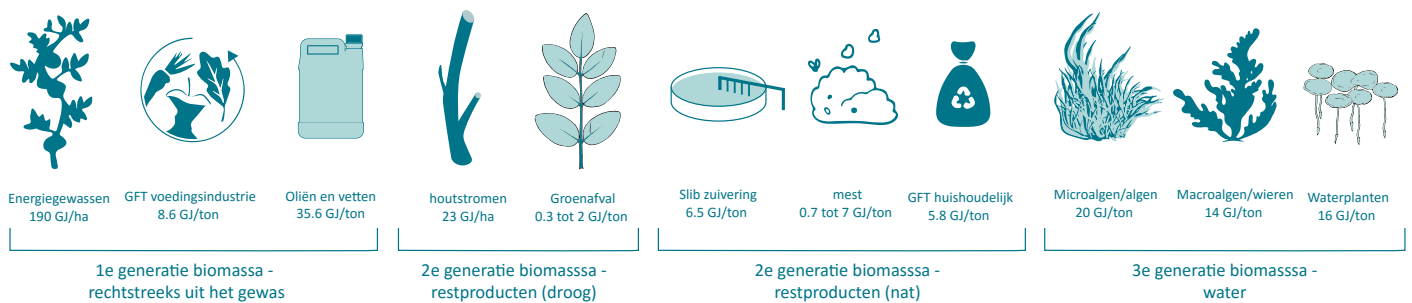 Energiegewassen
190 GJ/ha
GFT voedingsindustrie
8.6 GJ/ton
Oliën en vetten
35.6 GJ/ton
houtstromen
23 GJ/ha
Groenafval
0.3 tot 2 GJ/ton
Slib zuivering
6.5 GJ/ton
mest
0.7 tot 7 GJ/ton
GFT huishoudelijk
5.8 GJ/ton
Microalgen/algen
20 GJ/ton
Macroalgen/wieren
14 GJ/ton
Waterplanten
16 GJ/ton
1e generatie biomassa -
rechtstreeks uit het gewas
2e generatie biomasssa -
restproducten (droog)
2e generatie biomasssa -
restproducten (nat)
3e generatie biomasssa -
water